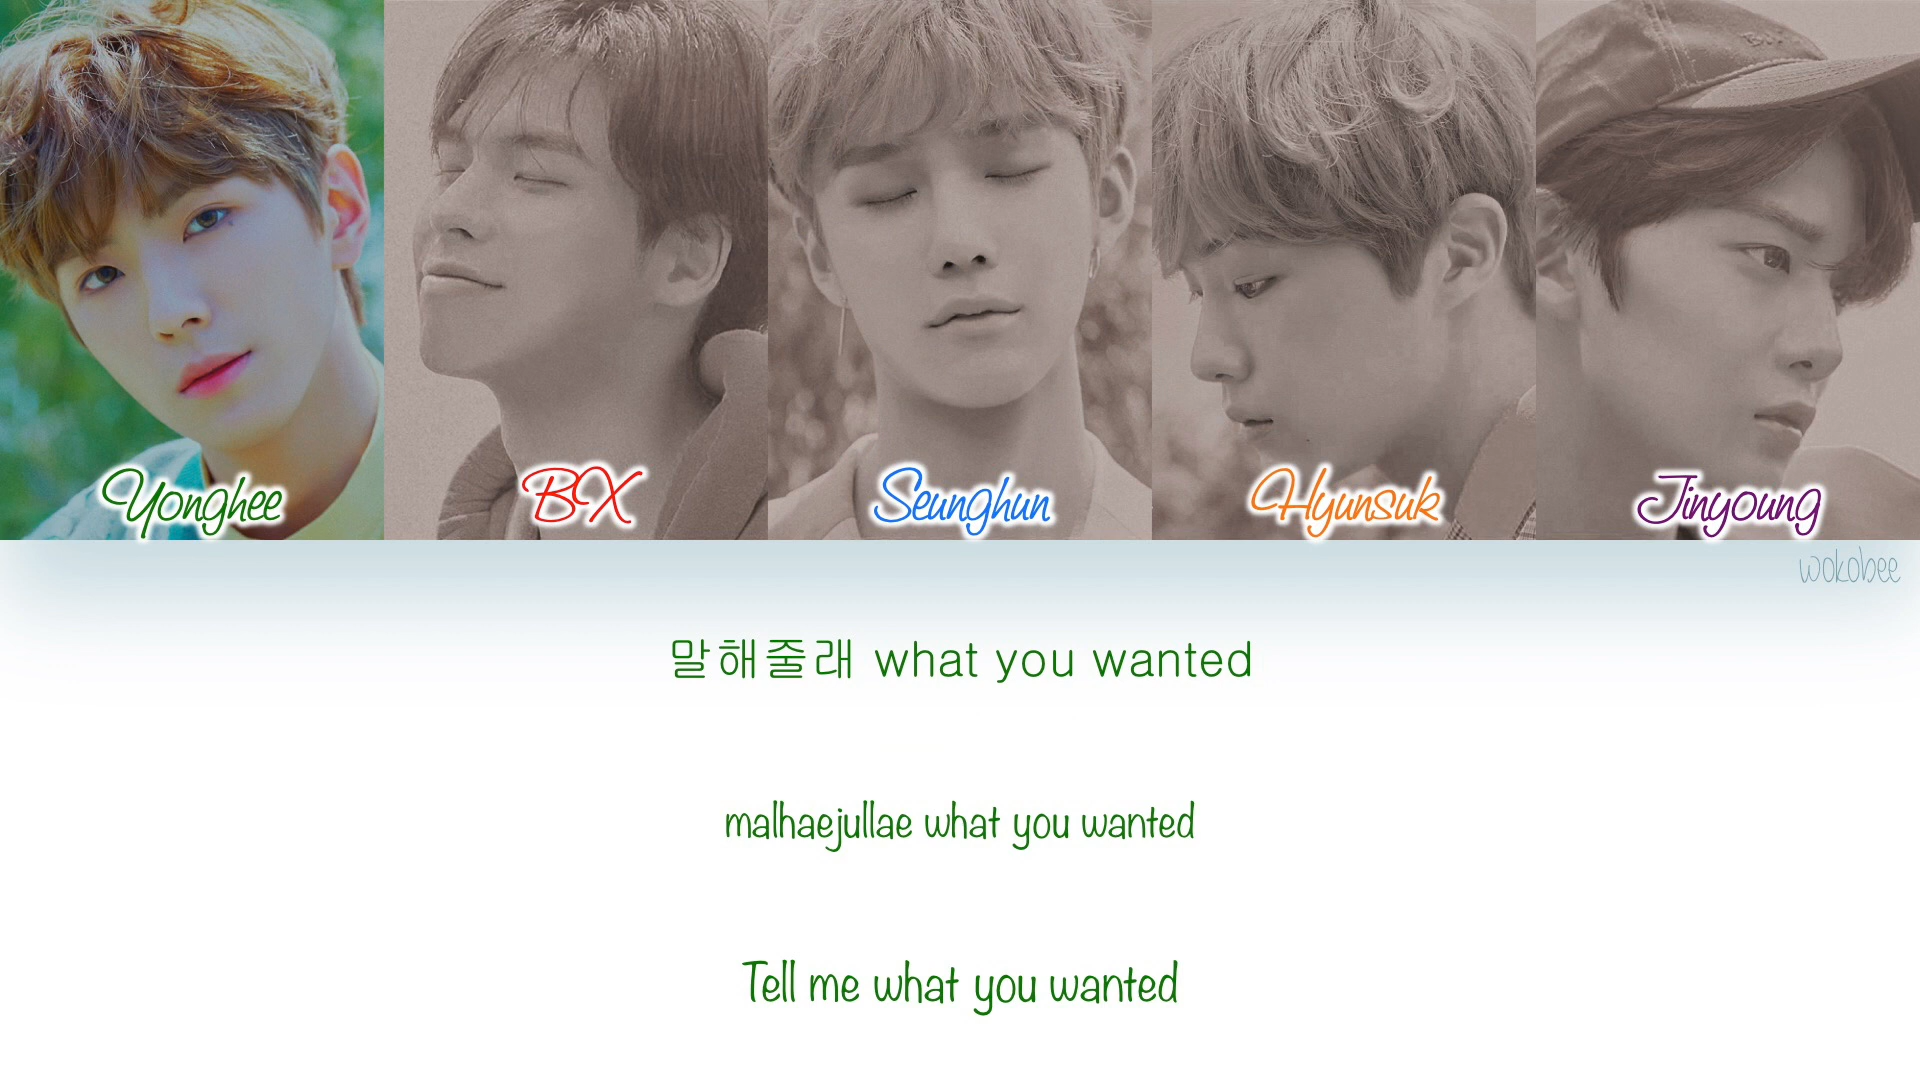 Yonghee
BX
Seunghun
Hyunsuk
Jinyoung
wokobee
말해줄래 what you wanted
malhaejullae what you wanted
Tell me what you wanted